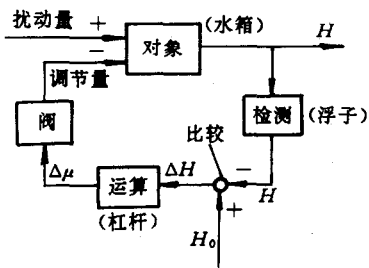 扰动量 +
−
对象
(水箱)
H
调节量
阀
检测
(浮子)
比较
Δμ
运算
(杠杆)
ΔH
−
H
+
H₀